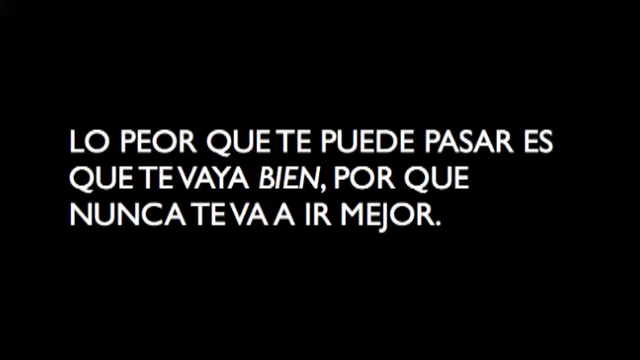 LO PEOR QUE TE PUEDE PASAR ES
QUE TE VAYA BIEN, POR QUE
NUNCA TE VA A IR MEJOR.